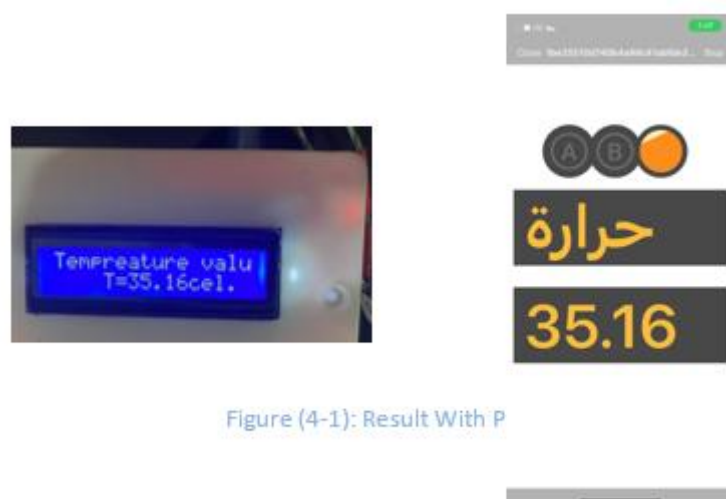 Tempreature valu
T=35.16cel.
A B
حرارة
35.16
Figure (4-1): Result With P